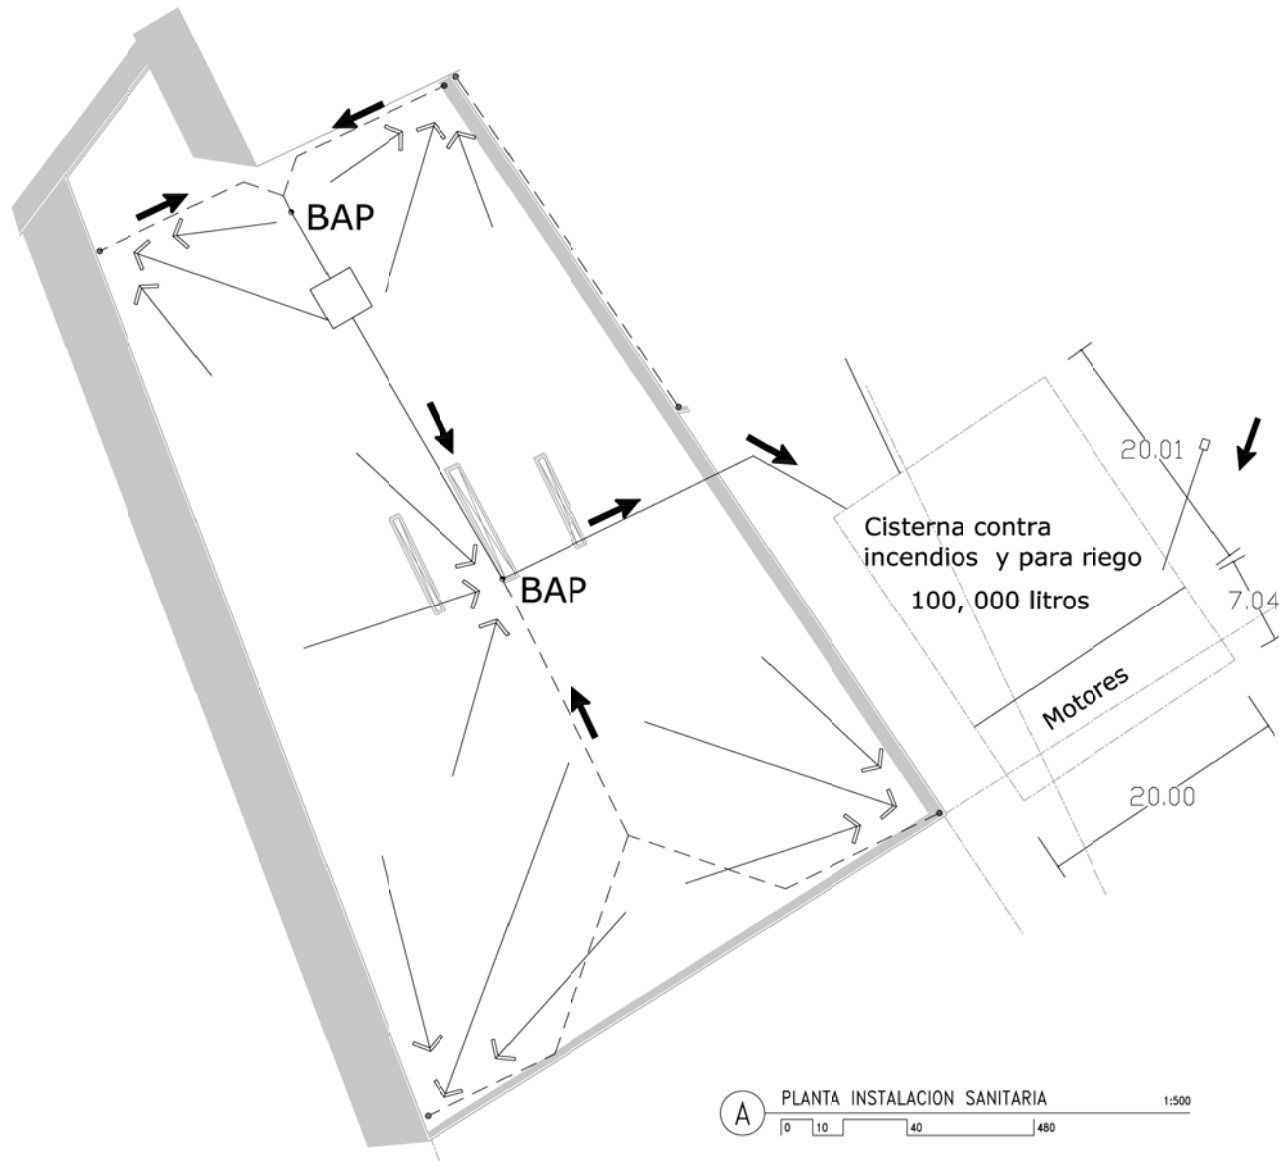 BAP
20.01
Cisterna contra
incendios y para riego
100, 000 litros
BAP
7.04
Motores
20.00
A
PLANTA INSTALACION SANITARIA 1:500
0 10 40 480